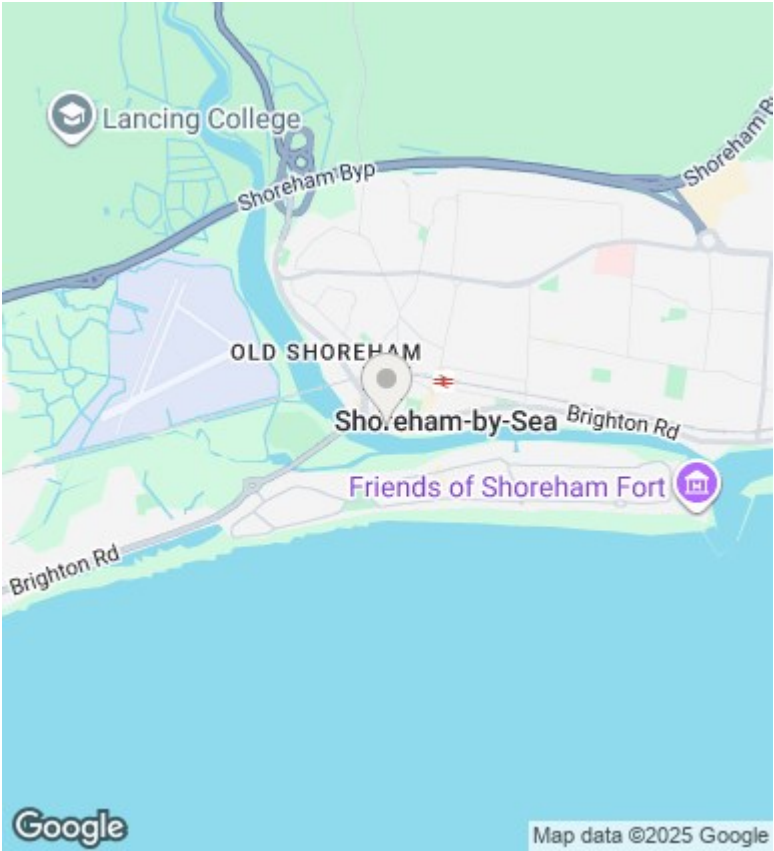 Lancing College
Shoreham Byp
Shoreham By
OLD SHOREHAM
Shoreham-by-Sea
Brighton Rd
Friends of Shoreham Fort
Brighton Rd
Google
Map data ©2025 Google